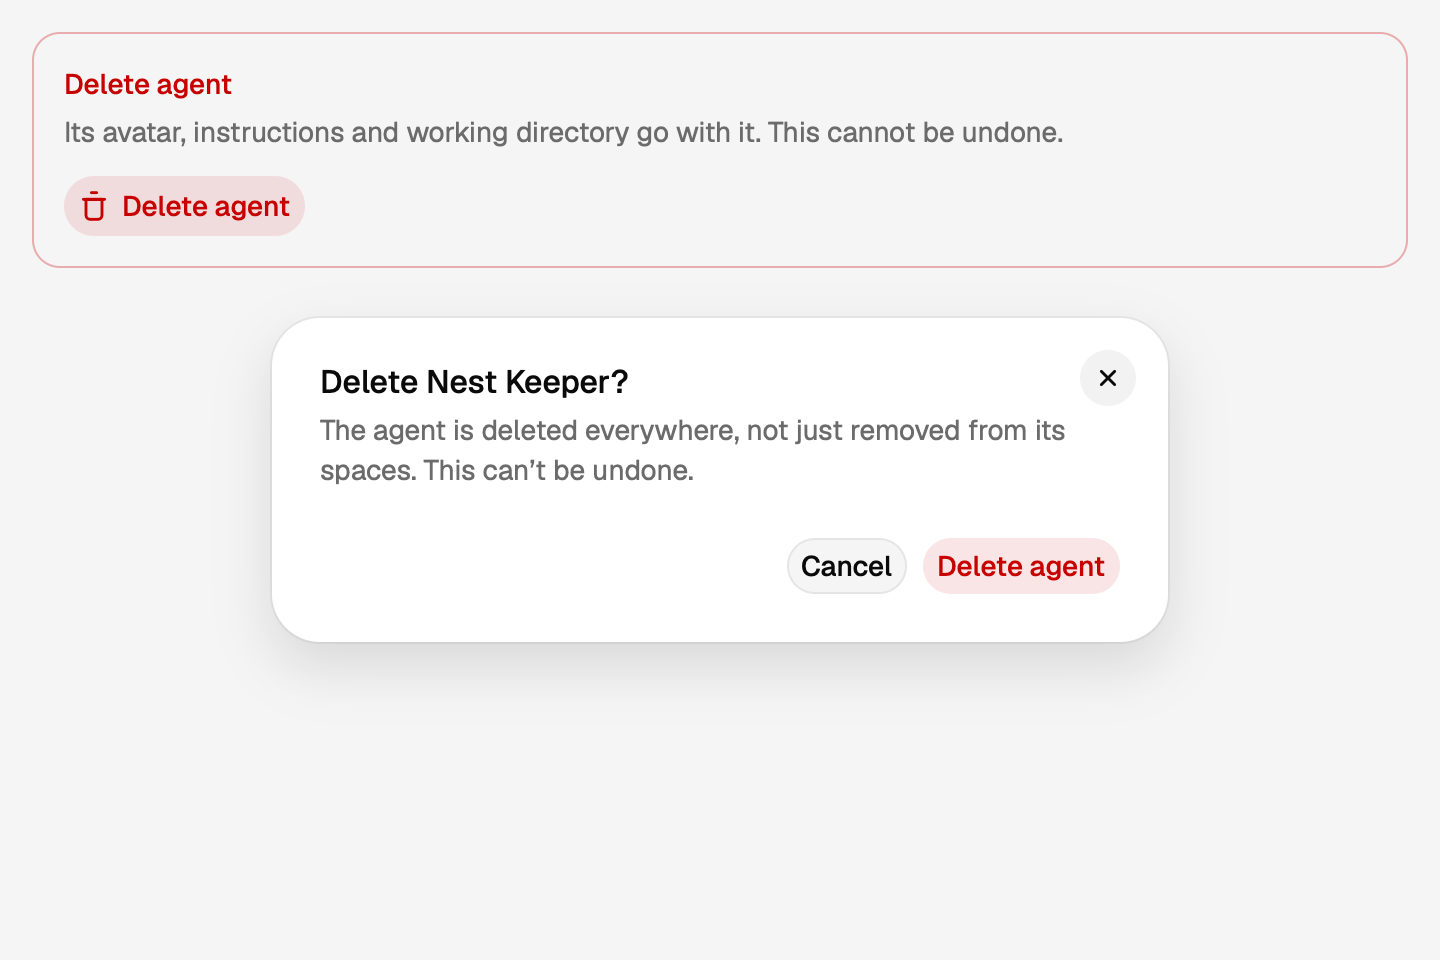 Delete agent
Its avatar, instructions and working directory go with it. This cannot be undone.
Delete agent
Delete Nest Keeper?
The agent is deleted everywhere, not just removed from its
spaces. This can’t be undone.
Cancel
Delete agent